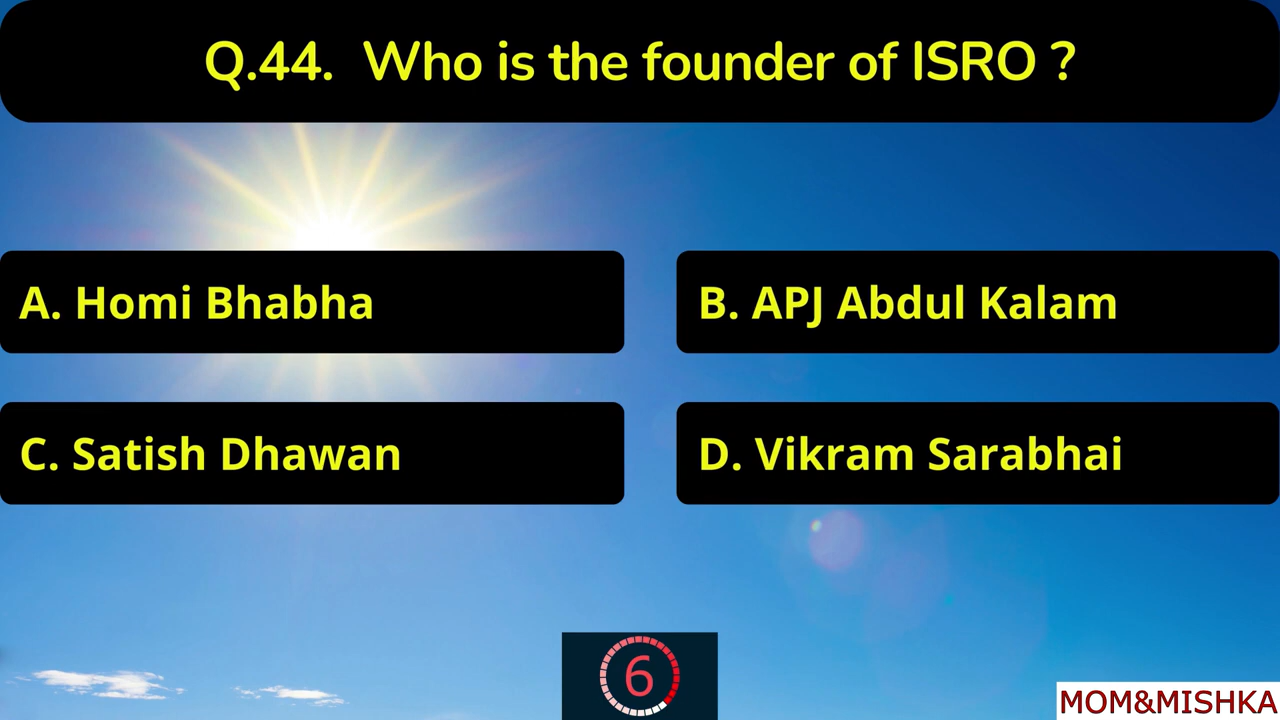 Q.44. Who is the founder of ISRO ?
A. Homi Bhabha
B. APJ Abdul Kalam
C. Satish Dhawan
D. Vikram Sarabhai
6
MOM&MISHKA